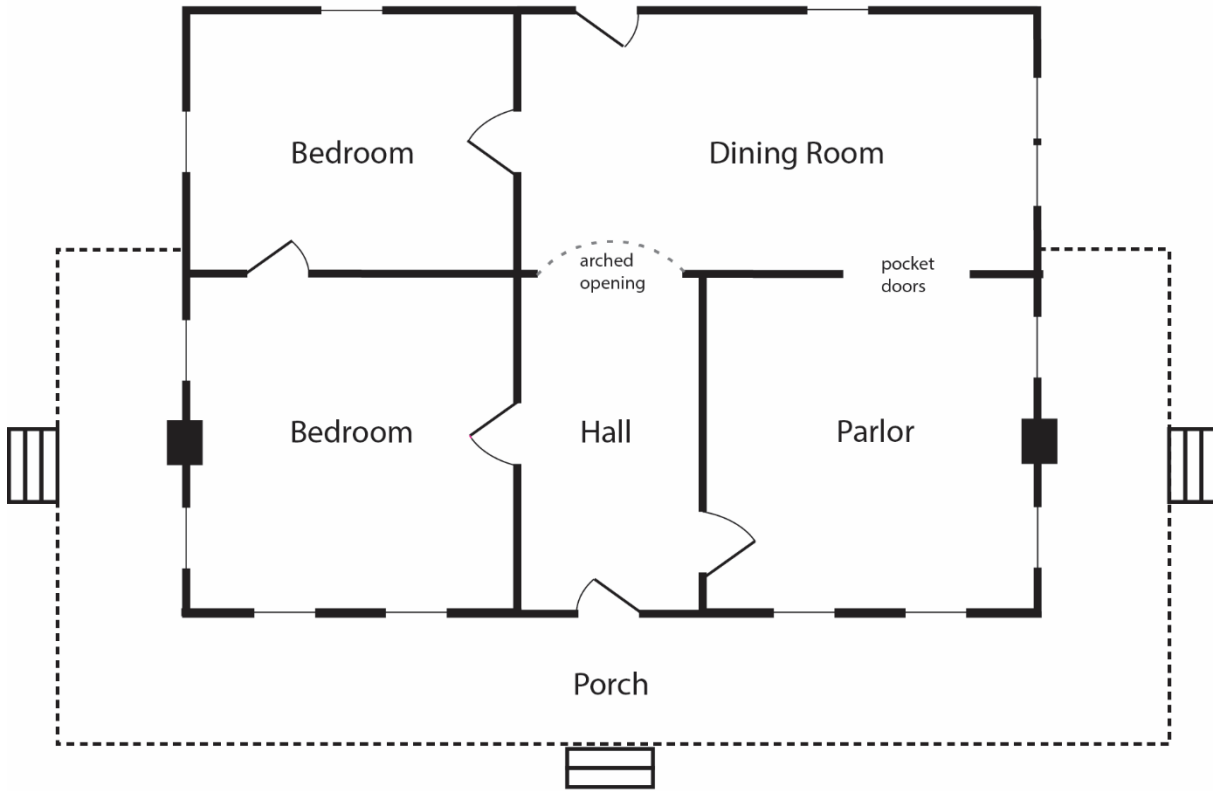 Bedroom
Dining Room
arched
opening
pocket
doors
Bedroom
Hall
Parlor
Porch